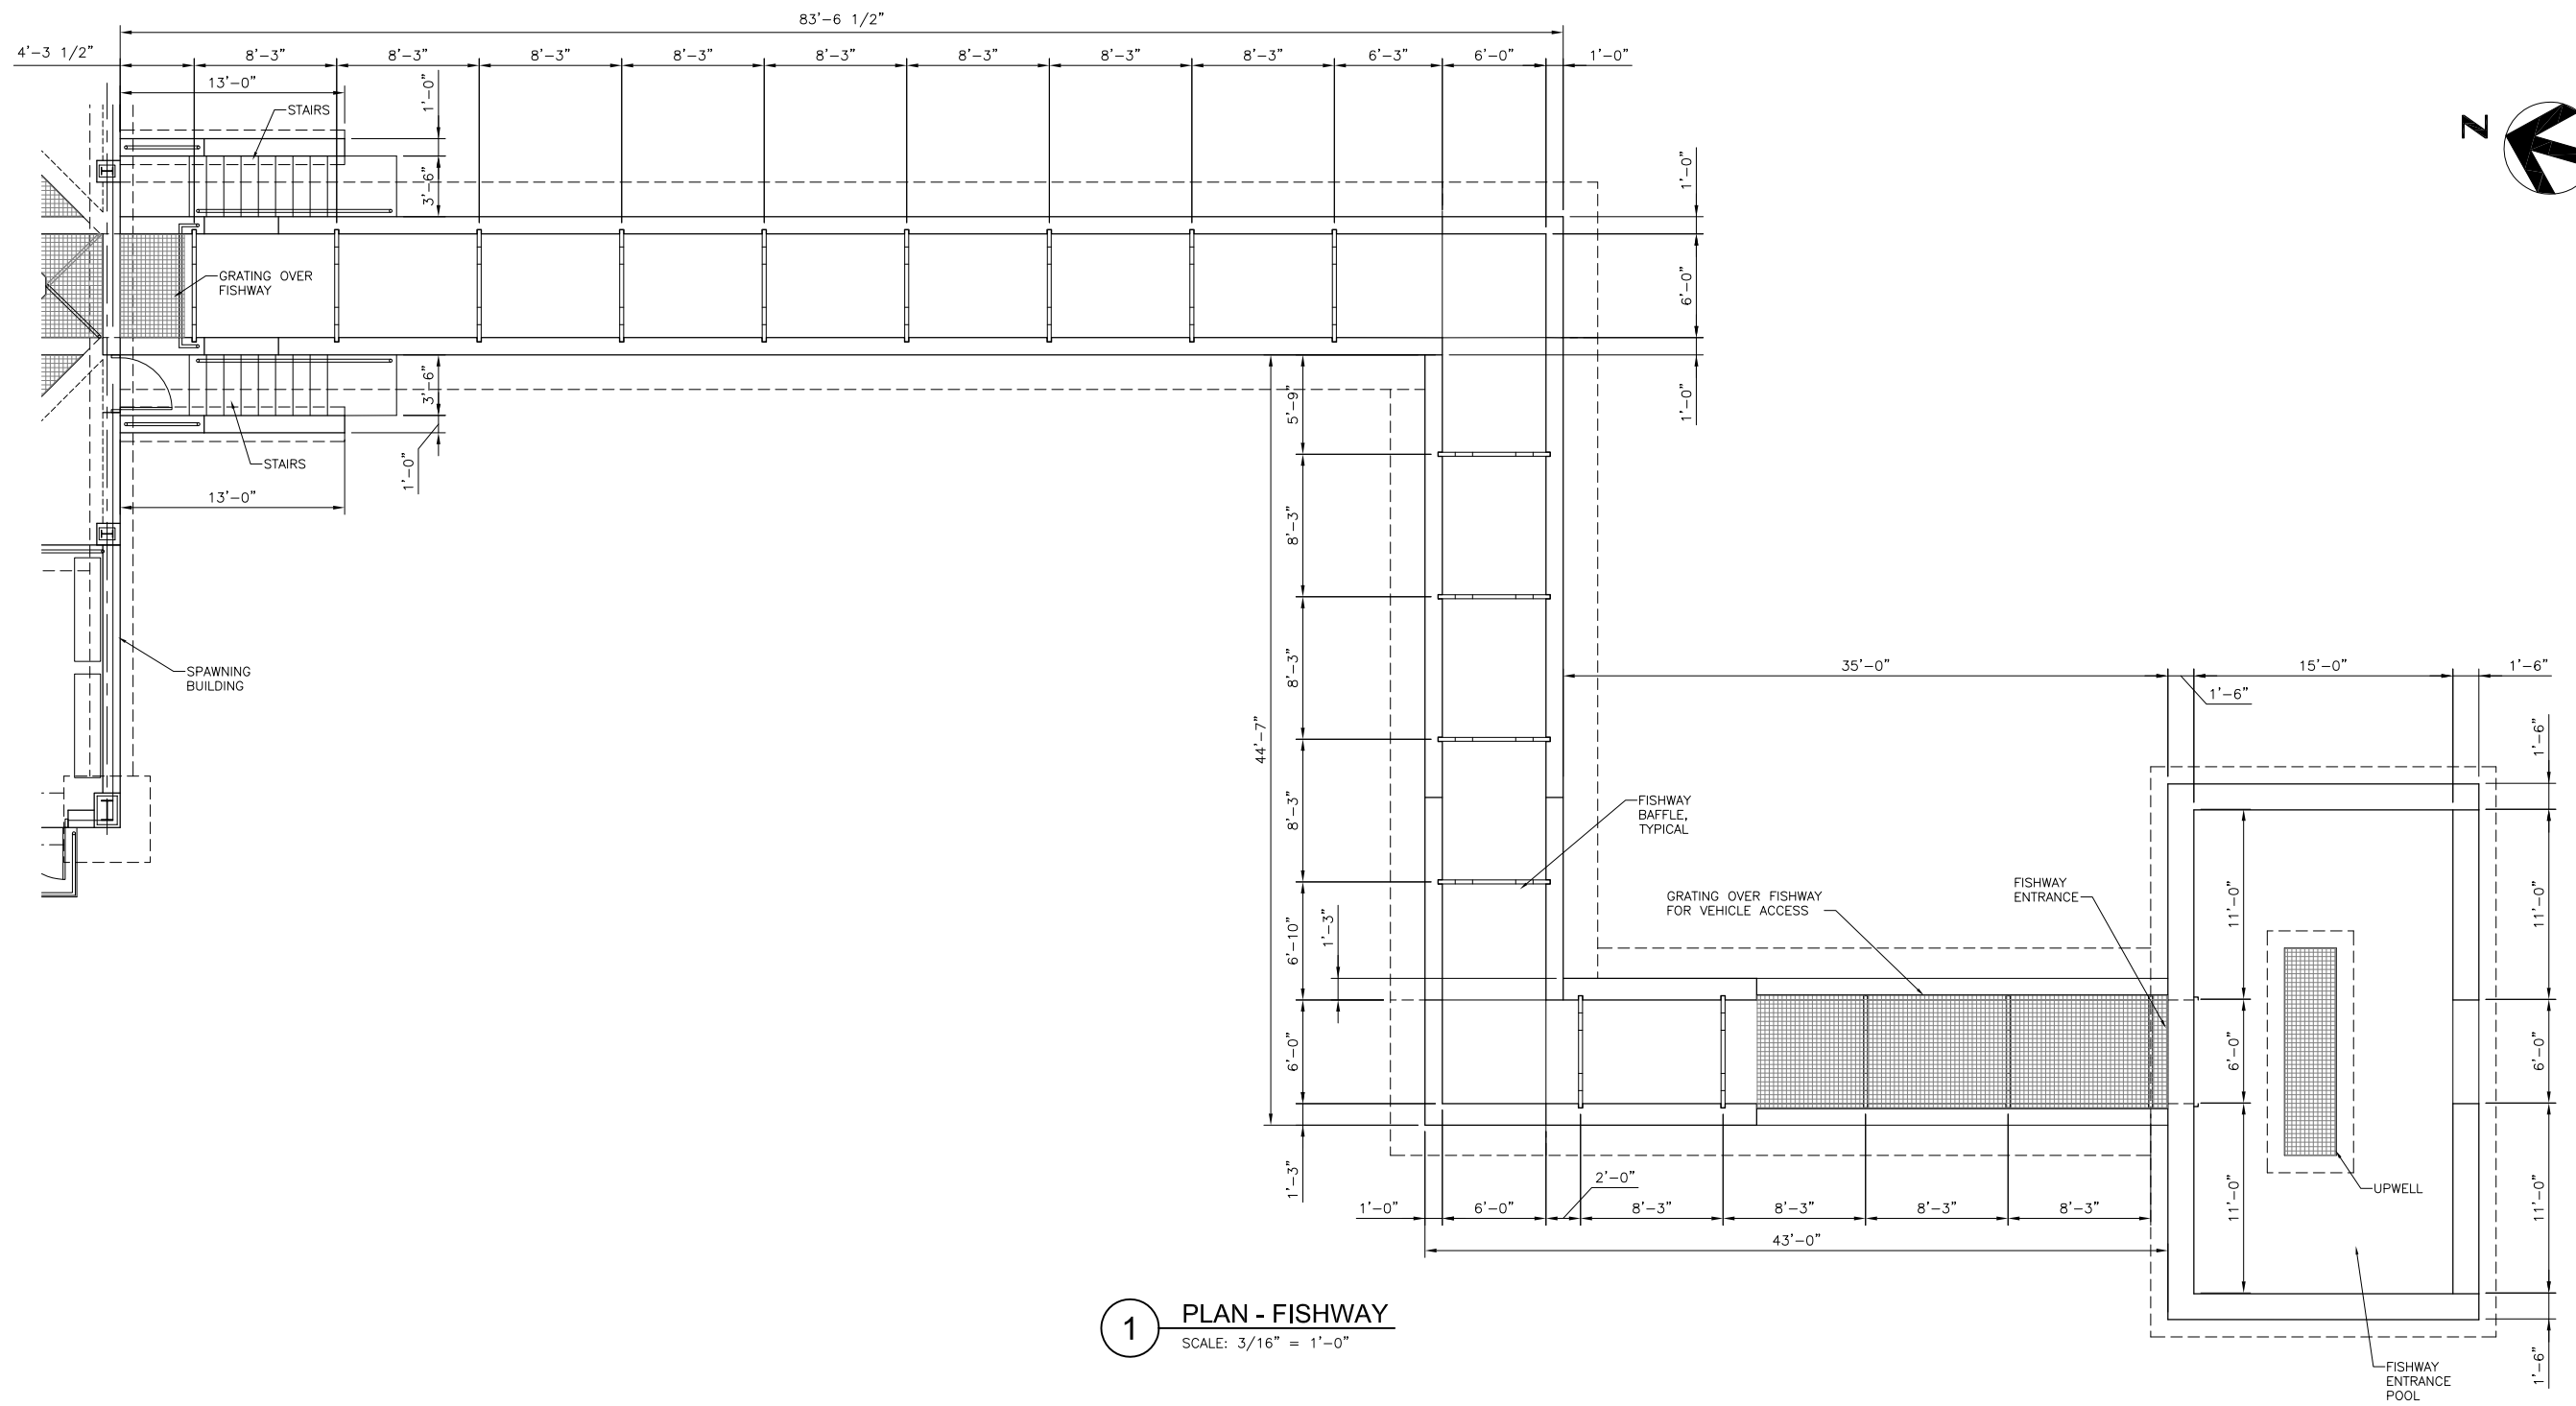 83'-6 1/2"
4'-3 1/2"
8'-3"
8'-3"
8'-3"
8'-3"
8'-3"
8'-3"
8'-3"
8'-3"
6'-3"
6'-0"
1'-0"
13'-0"
1'-0"
STAIRS
N
3'-6"
1'-0"
GRATING OVER
FISHWAY
6'-0"
3'-6"
1'-0"
5'-9"
STAIRS
1'-0"
13'-0"
8'-3"
SPAWNING
BUILDING
8'-3"
35'-0"
15'-0"
1'-6"
1'-6"
44'-7"
1'-6"
8'-3"
FISHWAY
BAFFLE,
TYPICAL
GRATING OVER FISHWAY
FOR VEHICLE ACCESS
FISHWAY
ENTRANCE
11'-0"
11'-0"
6'-10"
1'-3"
6'-0"
6'-0"
6'-0"
1'-3"
2'-0"
UPWELL
1'-0"
6'-0"
8'-3"
8'-3"
8'-3"
8'-3"
11'-0"
11'-0"
43'-0"
1
PLAN - FISHWAY
SCALE: 3/16" = 1'-0"
FISHWAY
ENTRANCE
POOL
1'-6"